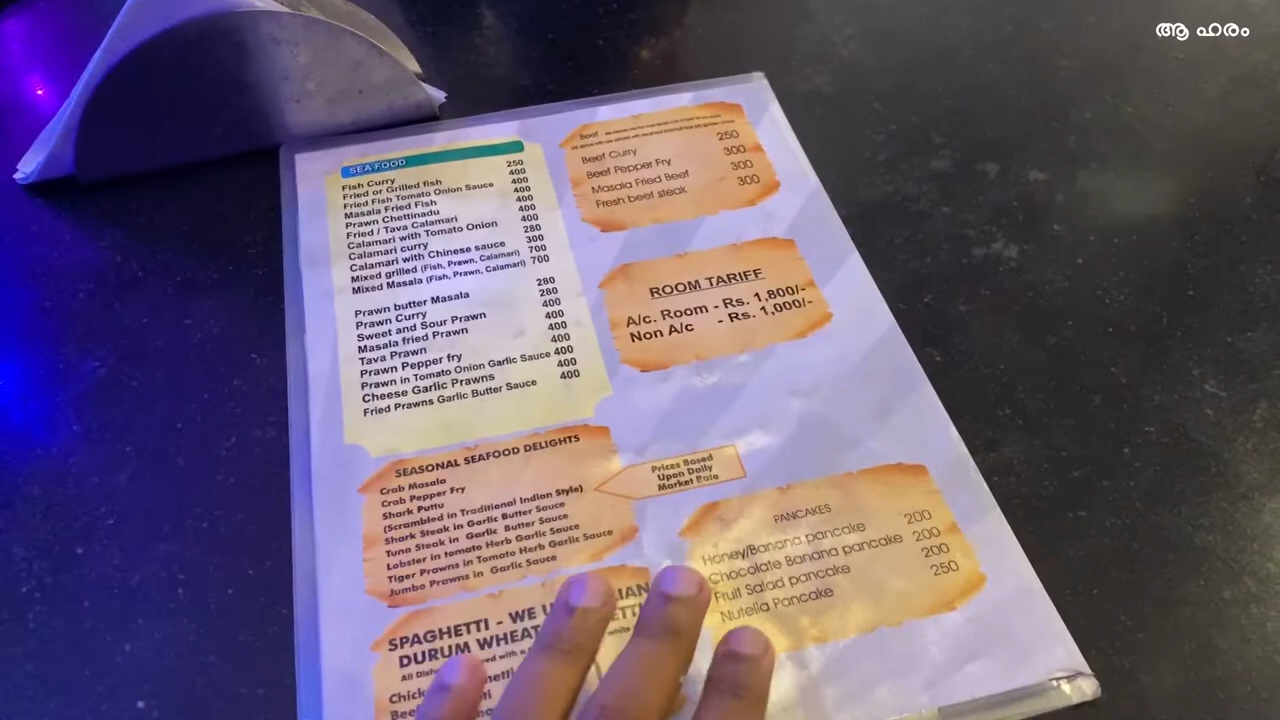 ആ ഹരം
SEA FOOD
Fish Curry 250
Fried or Grilled fish 400
Fried Fish Tomato Onion Sauce 400
Masala Fried Fish 400
Prawn Chettinadu 400
Fried / Tava Calamari 400
Calamari with Tomato Onion 400
Calamari curry 280
Calamari with Chinese sauce 300
Mixed grilled (Fish, Prawn, Calamari) 700
Mixed Masala (Fish, Prawn, Calamari) 700
Prawn butter Masala 280
Prawn Curry 280
Sweet and Sour Prawn 400
Masala fried Prawn 400
Tava Prawn 400
Prawn Pepper fry 400
Prawn in Tomato Onion Garlic Sauce 400
Cheese Garlic Prawns 400
Fried Prawns Garlic Butter Sauce 400
Beef
Beef Curry 250
Beef Pepper Fry 300
Masala Fried Beef 300
Fresh beef steak 300
ROOM TARIFF
A/c. Room - Rs. 1,800/-
Non A/c - Rs. 1,000/-
SEASONAL SEAFOOD DELIGHTS
Crab Masala
Crab Pepper Fry
Shark Puttu
(Scrambled in Traditional Indian Style)
Shark Steak in Garlic Butter Sauce
Tuna Steak in Garlic Butter Sauce
Lobster in tomato Herb Garlic Sauce
Tiger Prawns in Tomato Herb Garlic Sauce
Jumbo Prawns in Garlic Sauce
Prices Based
Upon Daily
Market Rate
PANCAKES
Honey/Banana pancake 200
Chocolate Banana pancake 200
Fruit Salad pancake 200
Nutella Pancake 250
SPAGHETTI - WE
DURUM WHEAT